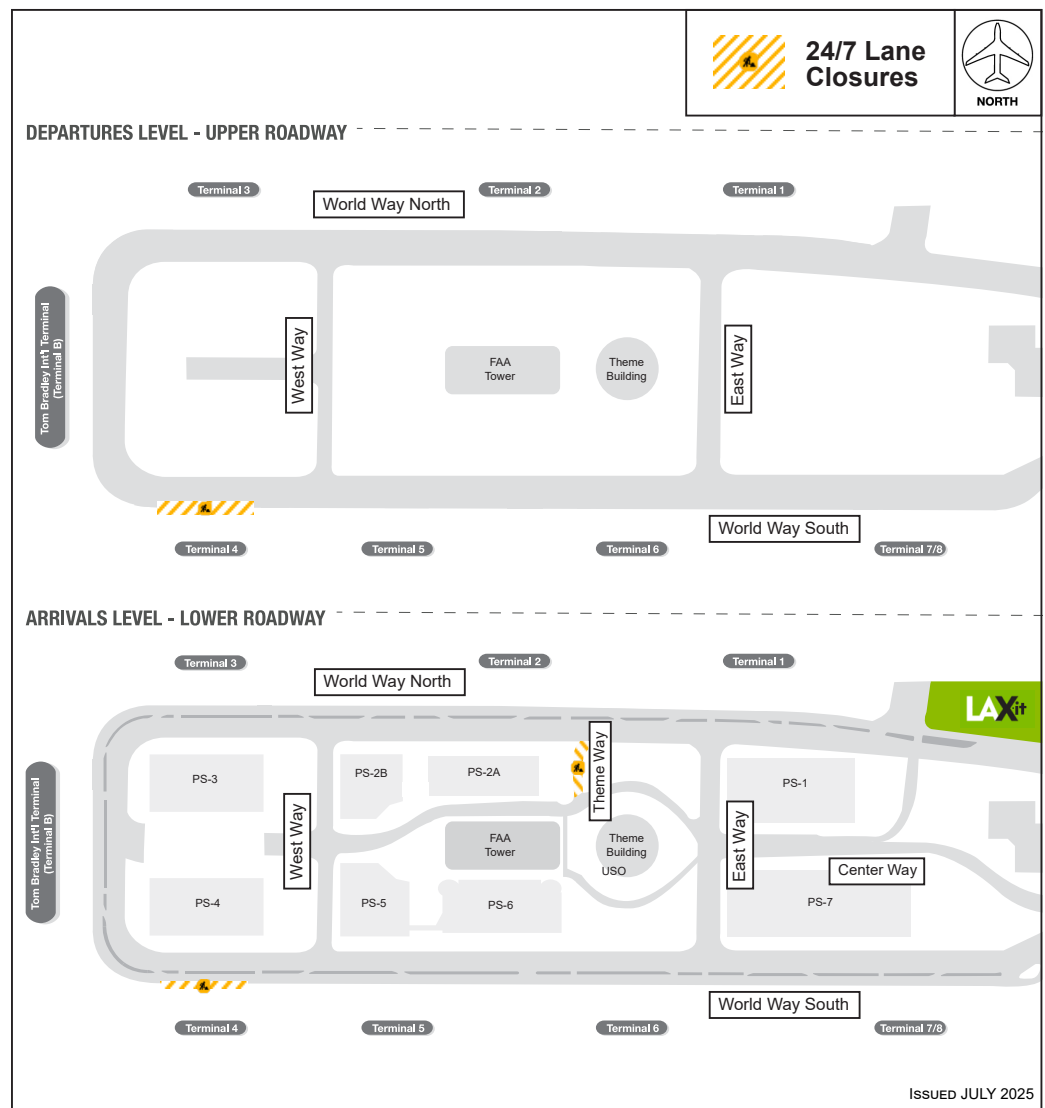 24/7 Lane
Closures
NORTH
DEPARTURES LEVEL - UPPER ROADWAY
Terminal 3
Terminal 2
Terminal 1
World Way North
Tom Bradley Int'l Terminal
(Terminal B)
West Way
FAA
Tower
Theme
Building
East Way
World Way South
Terminal 4
Terminal 5
Terminal 6
Terminal 7/8
ARRIVALS LEVEL - LOWER ROADWAY
Terminal 3
Terminal 2
Terminal 1
World Way North
LAXit
Tom Bradley Int'l Terminal
(Terminal B)
PS-3
PS-2B
PS-2A
Theme Way
PS-1
West Way
FAA
Tower
Theme
Building
USO
East Way
Center Way
PS-4
PS-5
PS-6
PS-7
World Way South
Terminal 4
Terminal 5
Terminal 6
Terminal 7/8
ISSUED JULY 2025